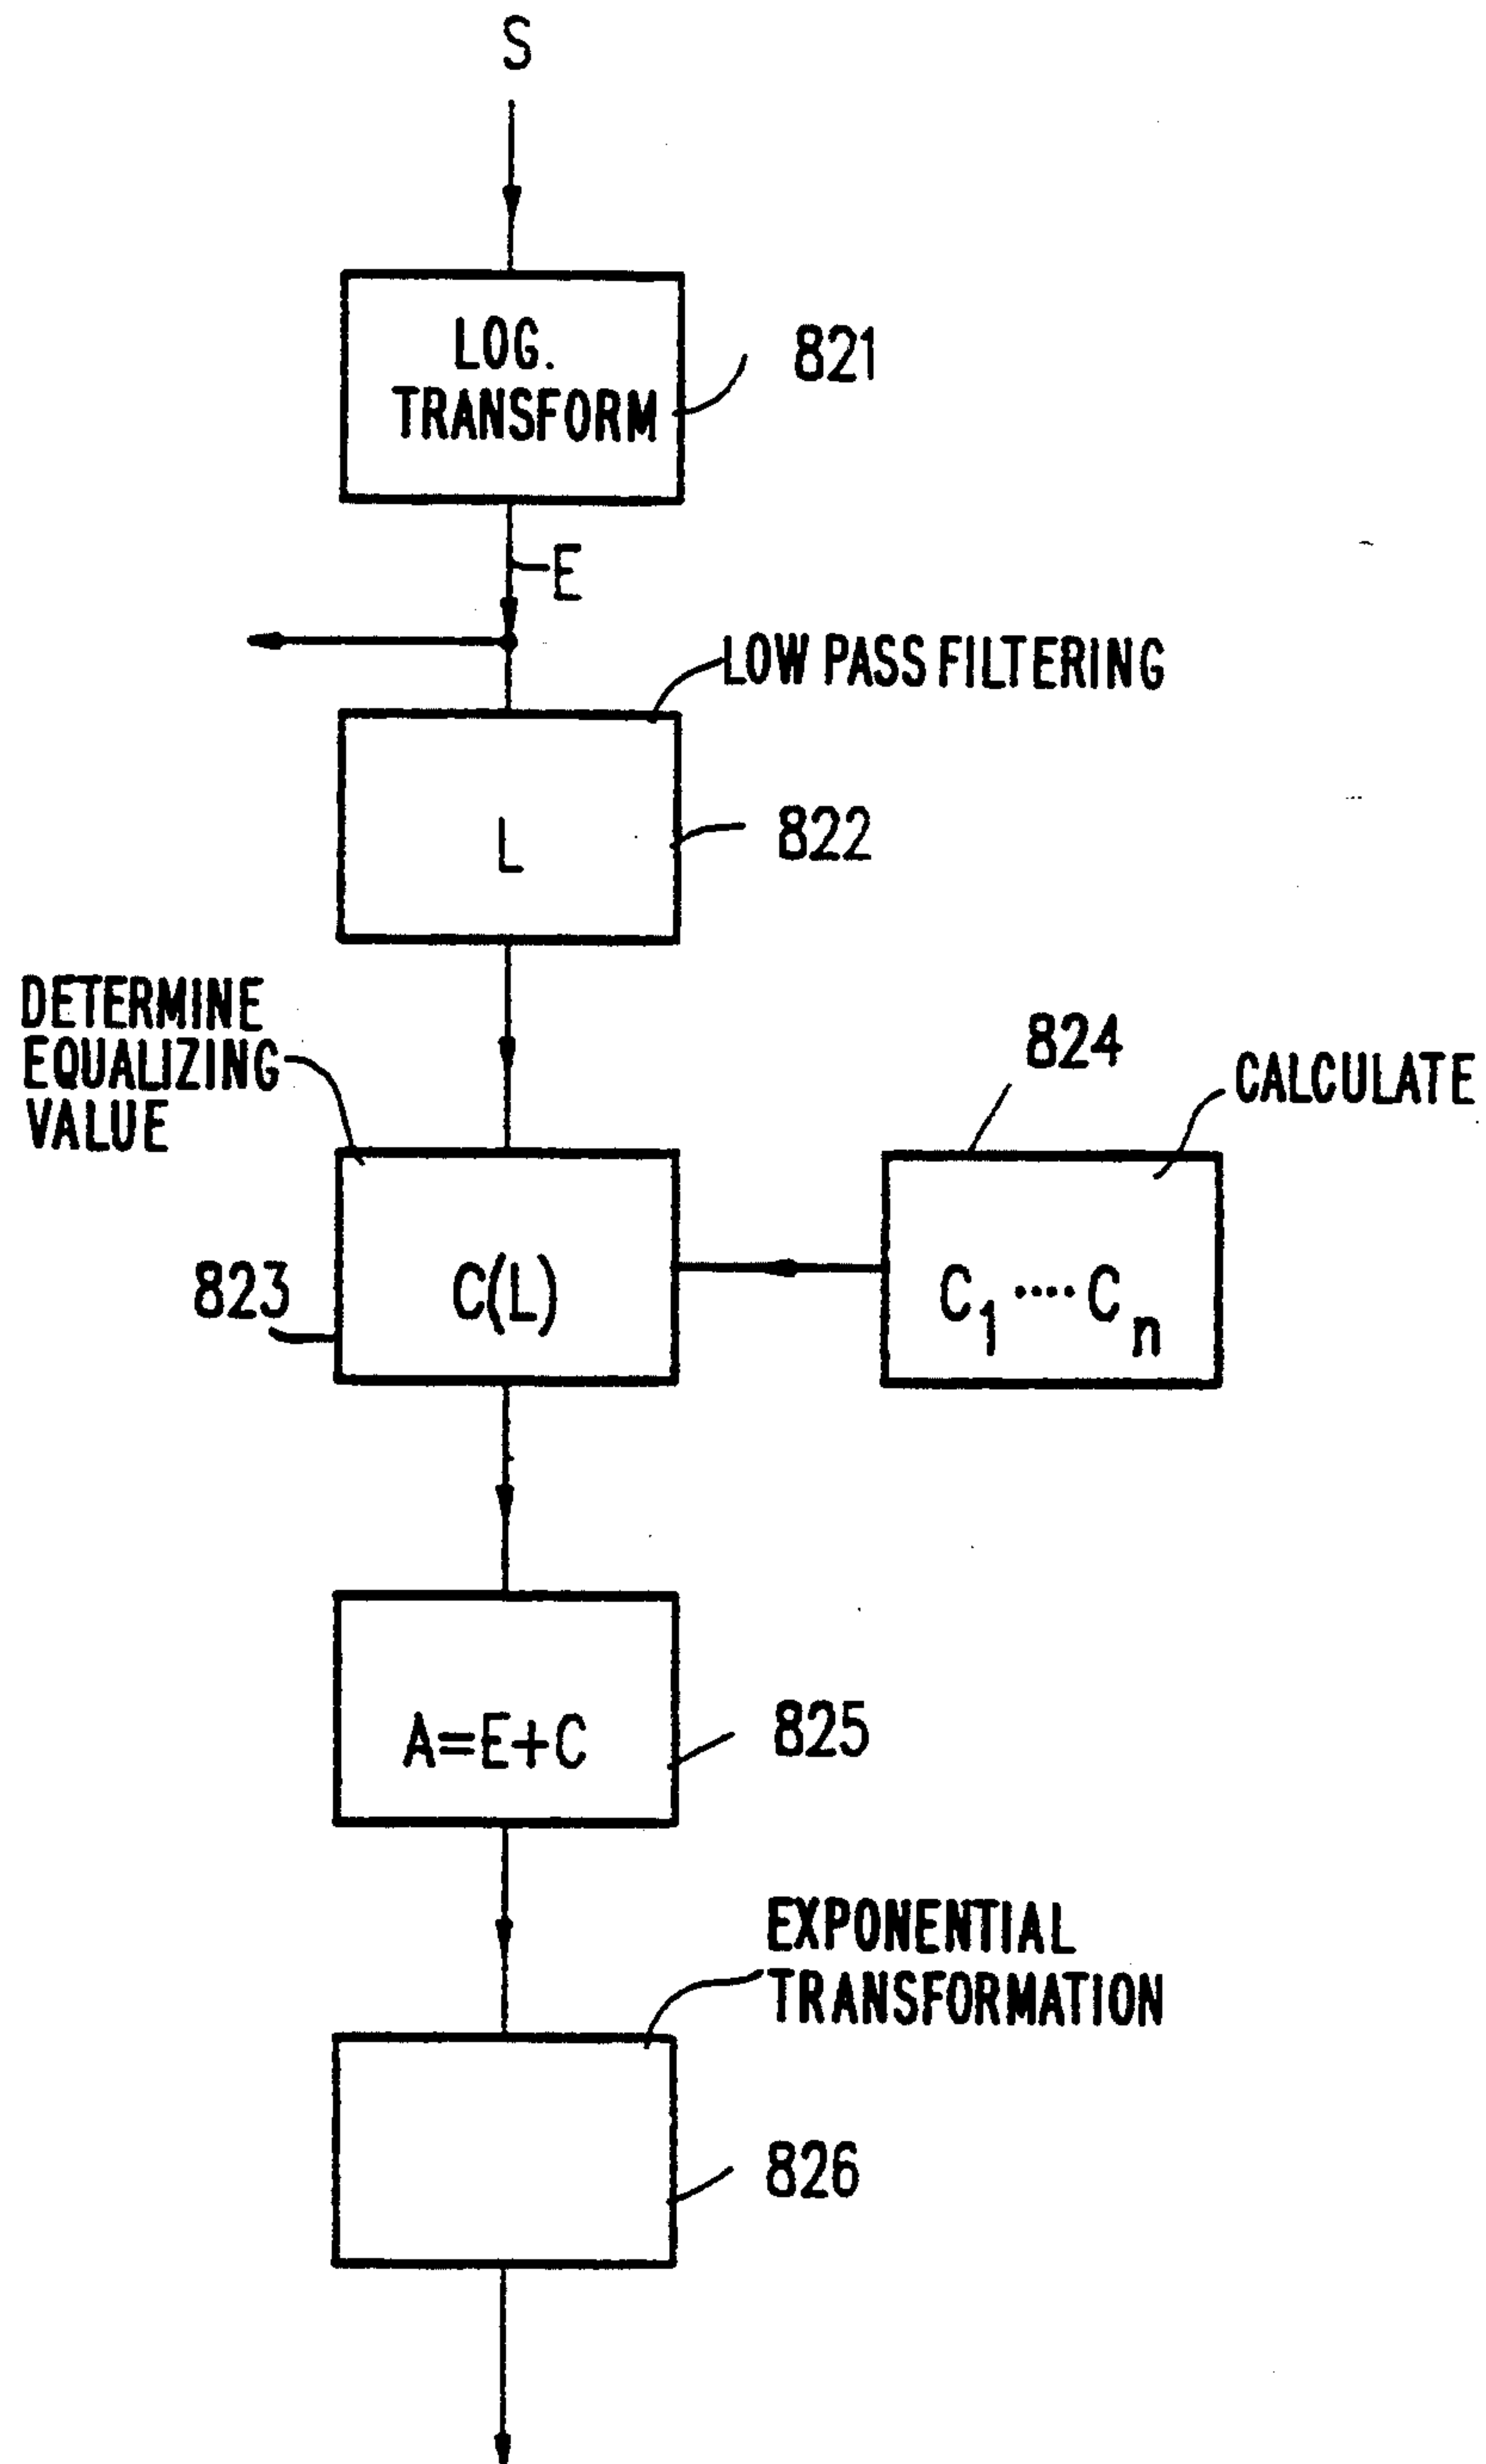 S
LOG.
TRANSFORM
821
E
LOW PASS FILTERING
L
822
DETERMINE
EQUALIZING
VALUE
824
CALCULATE
823
C(L)
C1 ···· Cn
A=E+C
825
EXPONENTIAL
TRANSFORMATION
826